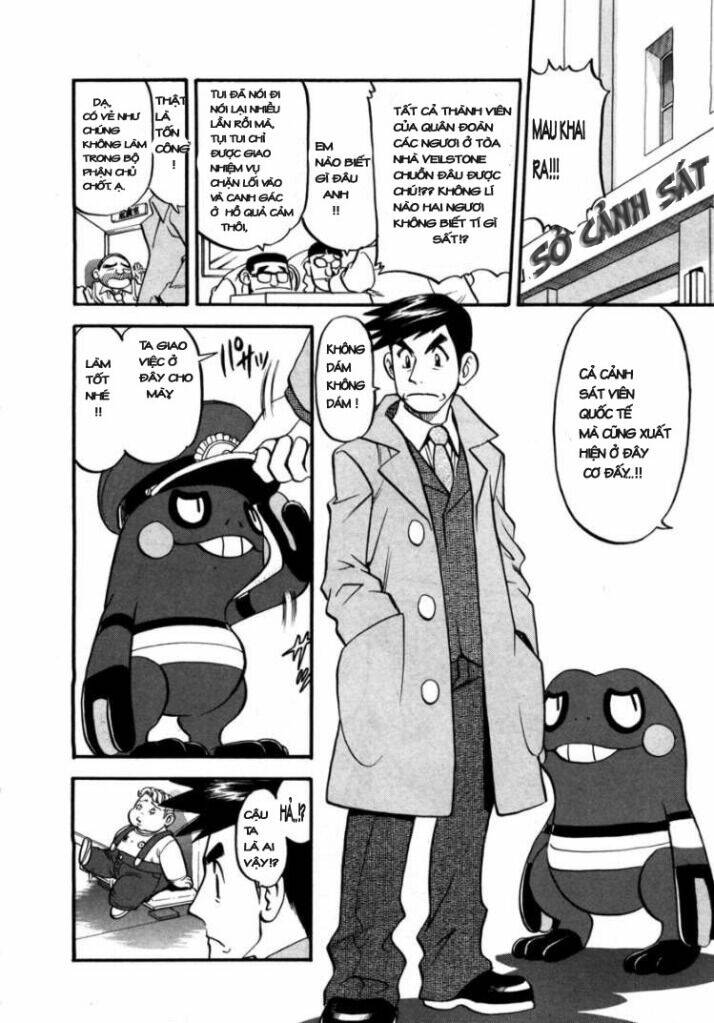 MAU KHAI
RA!!!
SỞ CẢNH SÁT
TẤT CẢ THÀNH VIÊN
CỦA QUÂN ĐOÀN
CÁC NGƯƠI Ở TÒA
NHÀ VEILSTONE
CHUỒN ĐÂU ĐƯỢC
CHỨ!?? KHÔNG LÍ
NÀO HAI NGƯƠI
KHÔNG BIẾT TÍ GÌ
SẤT!?
EM
NÀO BIẾT
GÌ ĐÂU
ANH
!!
TUI ĐÃ NÓI ĐI
NÓI LẠI NHIỀU
LẦN RỒI MÀ,
TỤI TUI CHỈ
ĐƯỢC GIAO
NHIỆM VỤ
CHẶN LỐI VÀO
VÀ CANH GÁC
Ở HỒ QUẢ CẢM
THÔI,
THẬT
LÀ TỐN
CÔNG
!
DẠ,
CÓ VẺ NHƯ
CHÚNG
KHÔNG LÀM
TRONG BỘ
PHẬN CHỦ
CHỐT Ạ.
CẢ CẢNH
SÁT VIÊN
QUỐC TẾ
MÀ CŨNG XUẤT
HIỆN Ở ĐÂY
CƠ ĐẤY..!!
KHÔNG
DÁM
KHÔNG
DÁM !
TA GIAO
VIỆC Ở
ĐÂY CHO
MÀY
LÀM
TỐT
NHÉ
!!
HẢ..!?
CẬU
TA
LÀ AI
VẬY!?